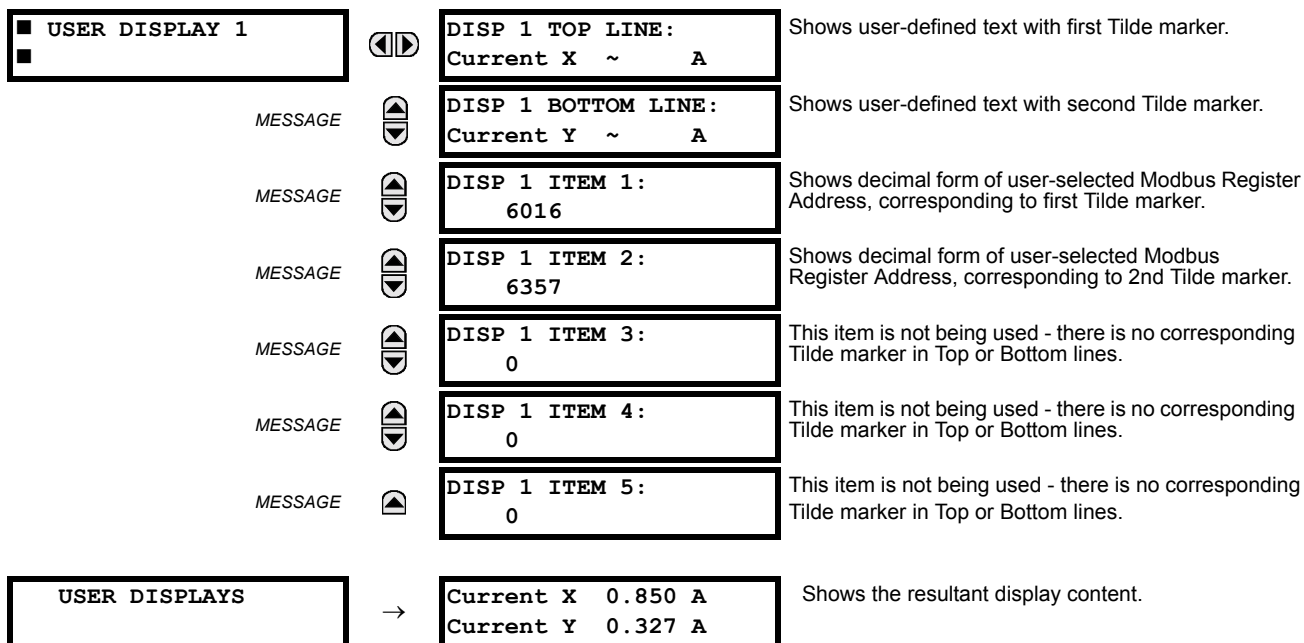 ■ USER DISPLAY 1
■
DISP 1 TOP LINE:
Current X ~ A
Shows user-defined text with first Tilde marker.
MESSAGE
DISP 1 BOTTOM LINE:
Current Y ~ A
Shows user-defined text with second Tilde marker.
MESSAGE
DISP 1 ITEM 1:
6016
Shows decimal form of user-selected Modbus Register
Address, corresponding to first Tilde marker.
MESSAGE
DISP 1 ITEM 2:
6357
Shows decimal form of user-selected Modbus
Register Address, corresponding to 2nd Tilde marker.
MESSAGE
DISP 1 ITEM 3:
0
This item is not being used - there is no corresponding
Tilde marker in Top or Bottom lines.
MESSAGE
DISP 1 ITEM 4:
0
This item is not being used - there is no corresponding
Tilde marker in Top or Bottom lines.
MESSAGE
DISP 1 ITEM 5:
0
This item is not being used - there is no corresponding
Tilde marker in Top or Bottom lines.
USER DISPLAYS
→
Current X 0.850 A
Current Y 0.327 A
Shows the resultant display content.